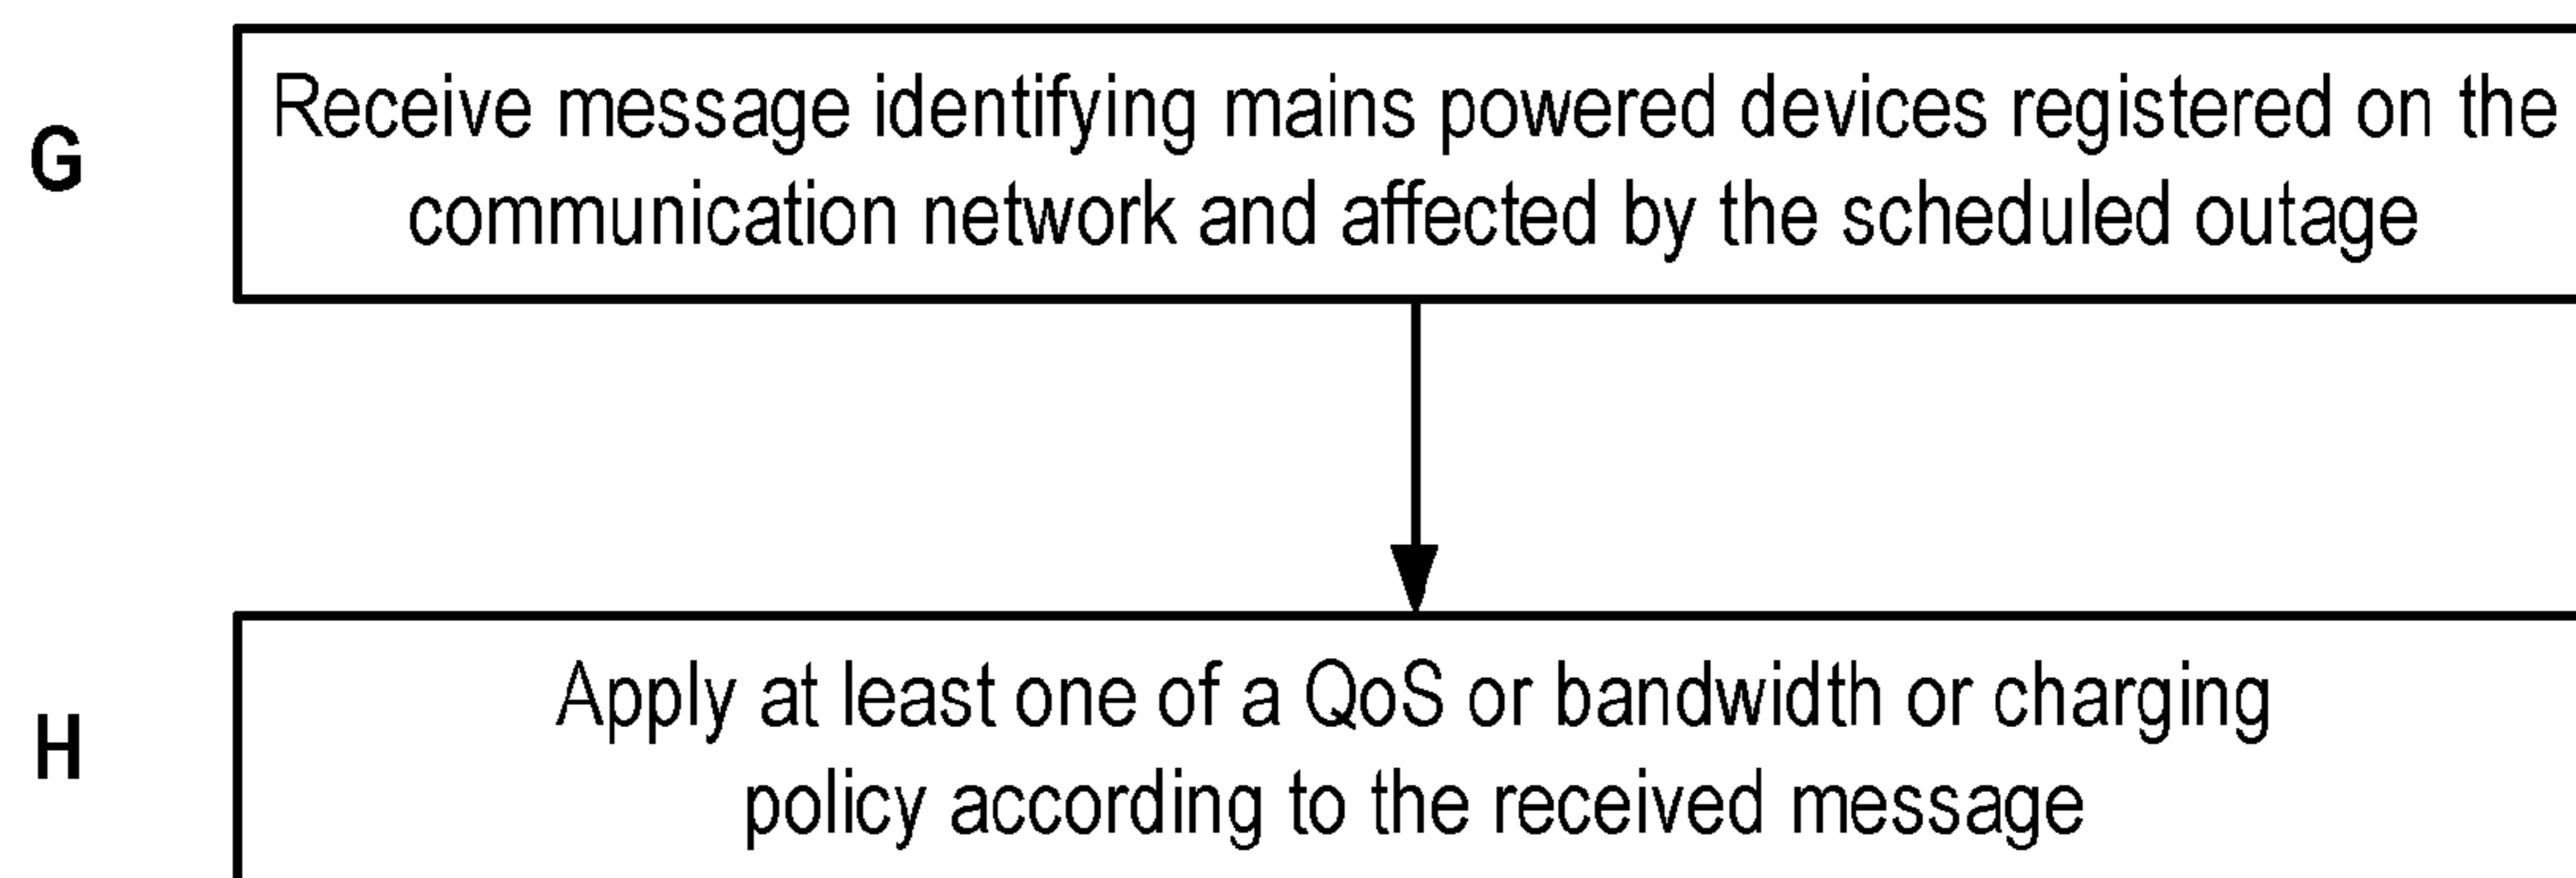 G
Receive message identifying mains powered devices registered on the
communication network and affected by the scheduled outage
H
Apply at least one of a QoS or bandwidth or charging
policy according to the received message